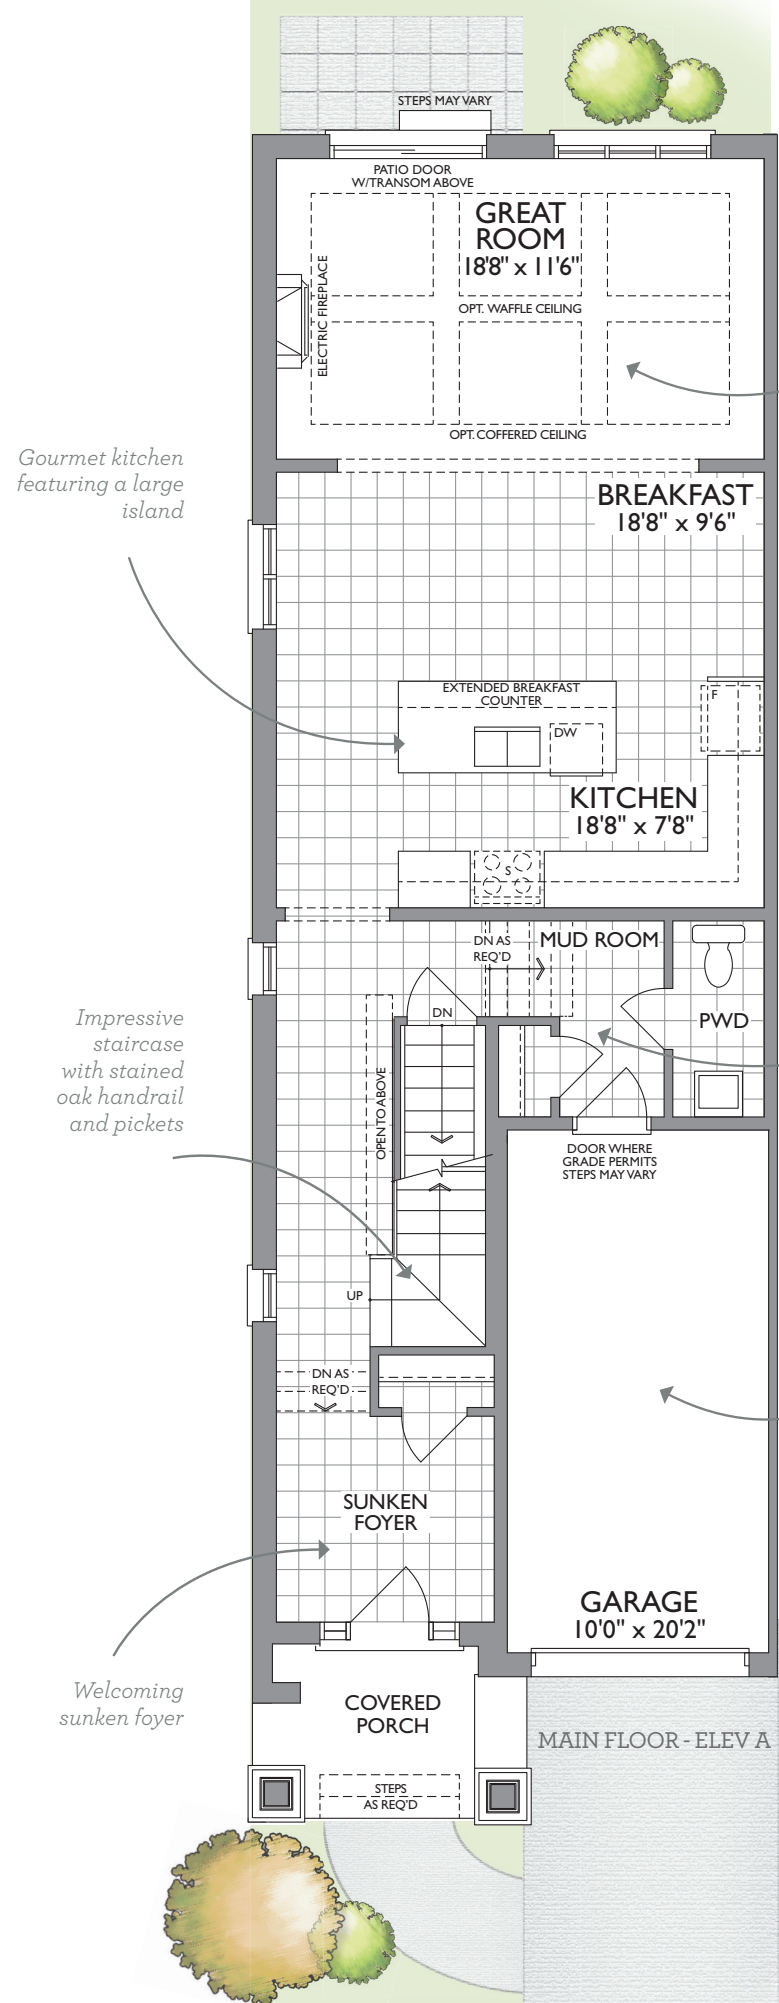 STEPS MAY VARY
PATIO DOOR
W/TRANSOM ABOVE
GREAT
ROOM
18'8" x 11'6"
ELECTRIC FIREPLACE
OPT. WAFFLE CEILING
OPT. COFFERED CEILING
Gourmet kitchen
featuring a large
island
BREAKFAST
18'8" x 9'6"
EXTENDED BREAKFAST
COUNTER
F
DW
KITCHEN
18'8" x 7'8"
S
DN AS
REQ'D
MUD ROOM
DN
PWD
Impressive
staircase
with stained
oak handrail
and pickets
OPEN TO ABOVE
DOOR WHERE
GRADE PERMITS
STEPS MAY VARY
UP
DN AS
REQ'D
SUNKEN
FOYER
GARAGE
10'0" x 20'2"
Welcoming
sunken foyer
COVERED
PORCH
MAIN FLOOR - ELEV A
STEPS
AS REQ'D